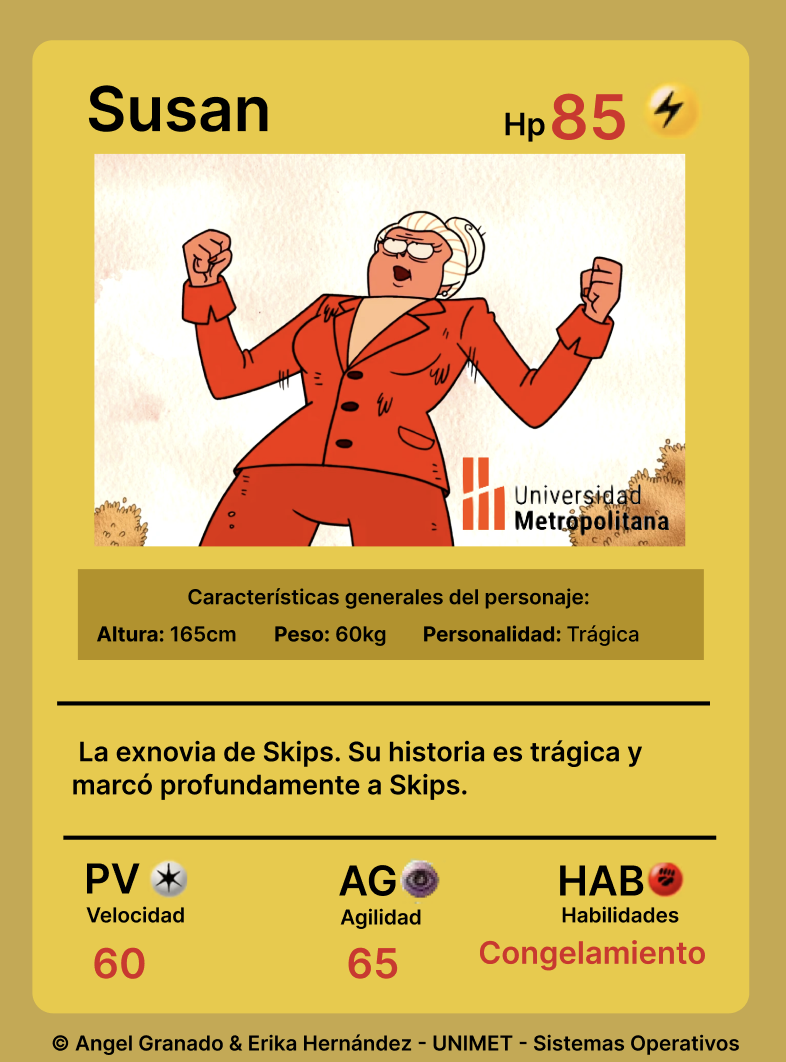 Susan
Hp 85
Universidad
Metropolitana
Características generales del personaje:
Altura: 165cm Peso: 60kg Personalidad: Trágica
La exnovia de Skips. Su historia es trágica y
marcó profundamente a Skips.
PV AG HAB
Velocidad Agilidad Habilidades
60 65 Congelamiento
© Angel Granado & Erika Hernández - UNIMET - Sistemas Operativos